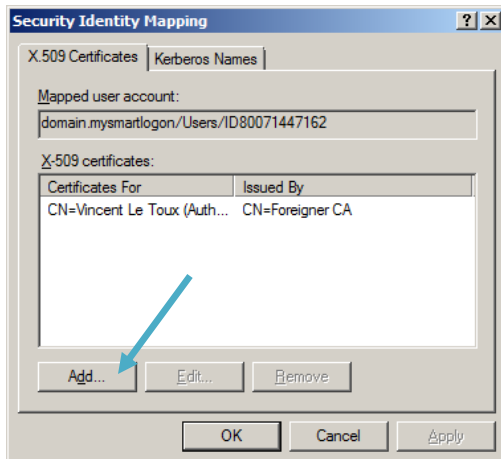 Security Identity Mapping
X.509 Certificates Kerberos Names
Mapped user account:
domain.mysmartlogon/Users/ID80071447162
X-509 certificates:
Certificates For Issued By
CN=Vincent Le Toux (Auth... CN=Foreigner CA
Add... Edit... Remove
OK Cancel Apply